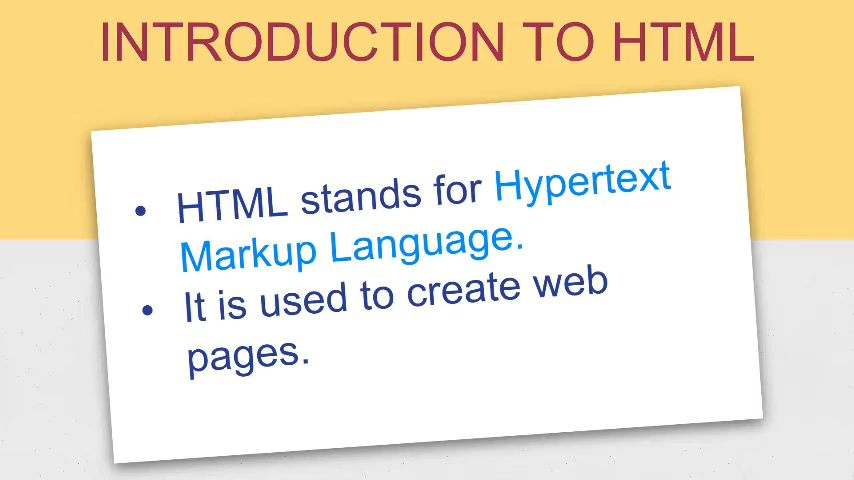 INTRODUCTION TO HTML
• HTML stands for Hypertext
Markup Language.
• It is used to create web
pages.